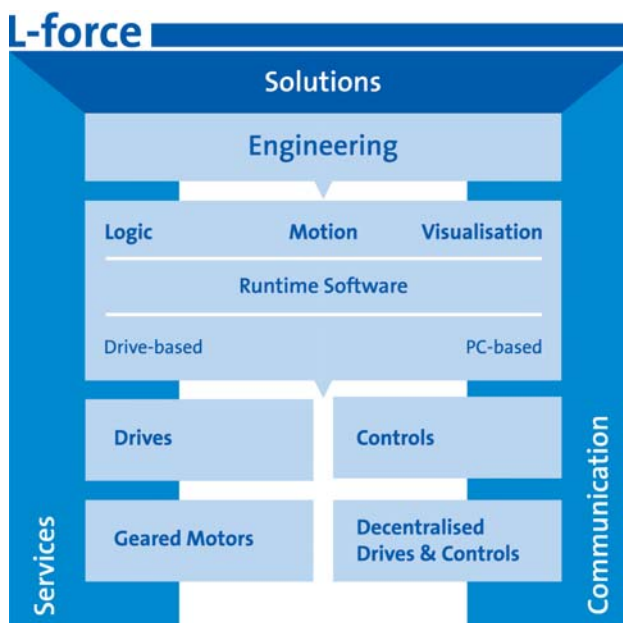 L-force
Solutions
Engineering
Logic Motion Visualisation
Runtime Software
Drive-based PC-based
Drives
Controls
Geared Motors
Decentralised
Drives & Controls
Services
Communication